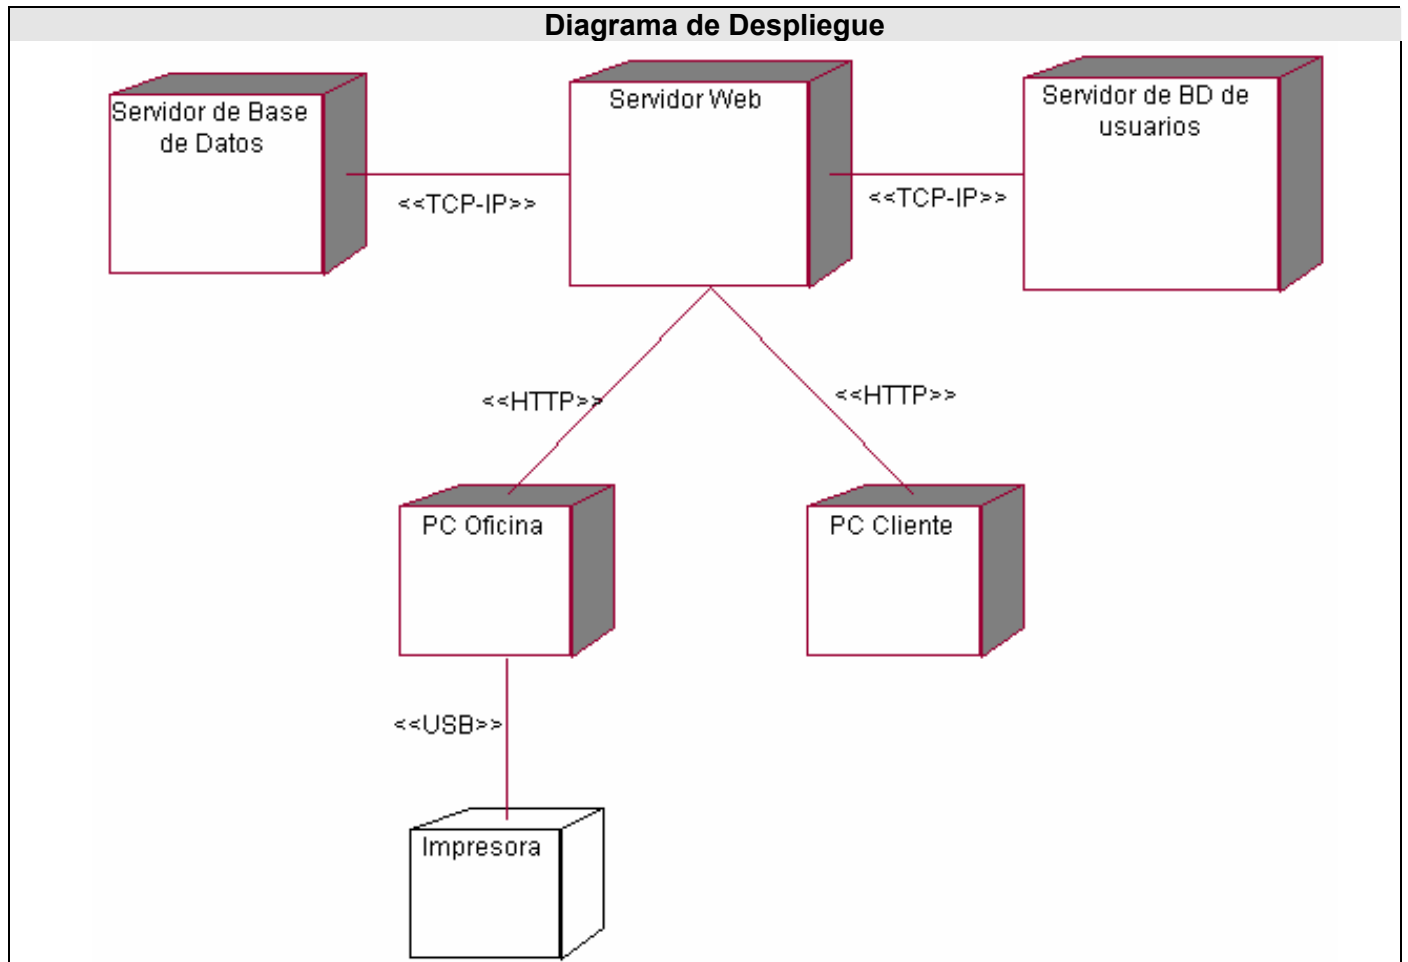 Diagrama de Despliegue
Servidor de Base
de Datos
Servidor Web
Servidor de BD de
usuarios
<<TCP-IP>>
<<TCP-IP>>
<<HTTP>>
<<HTTP>>
PC Oficina
PC Cliente
<<USB>>
Impresora